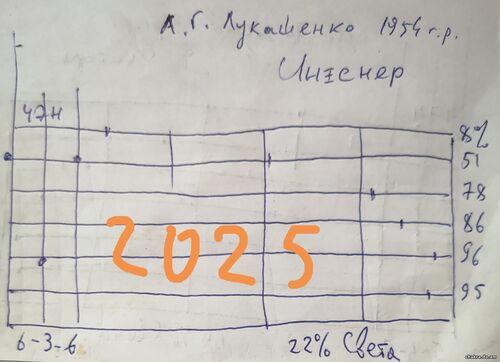 А. Г. Лукашенко 1954 г.р.
Инженер
47Н
8%
51
78
86
2025
96
95
6-3-6
22% Света